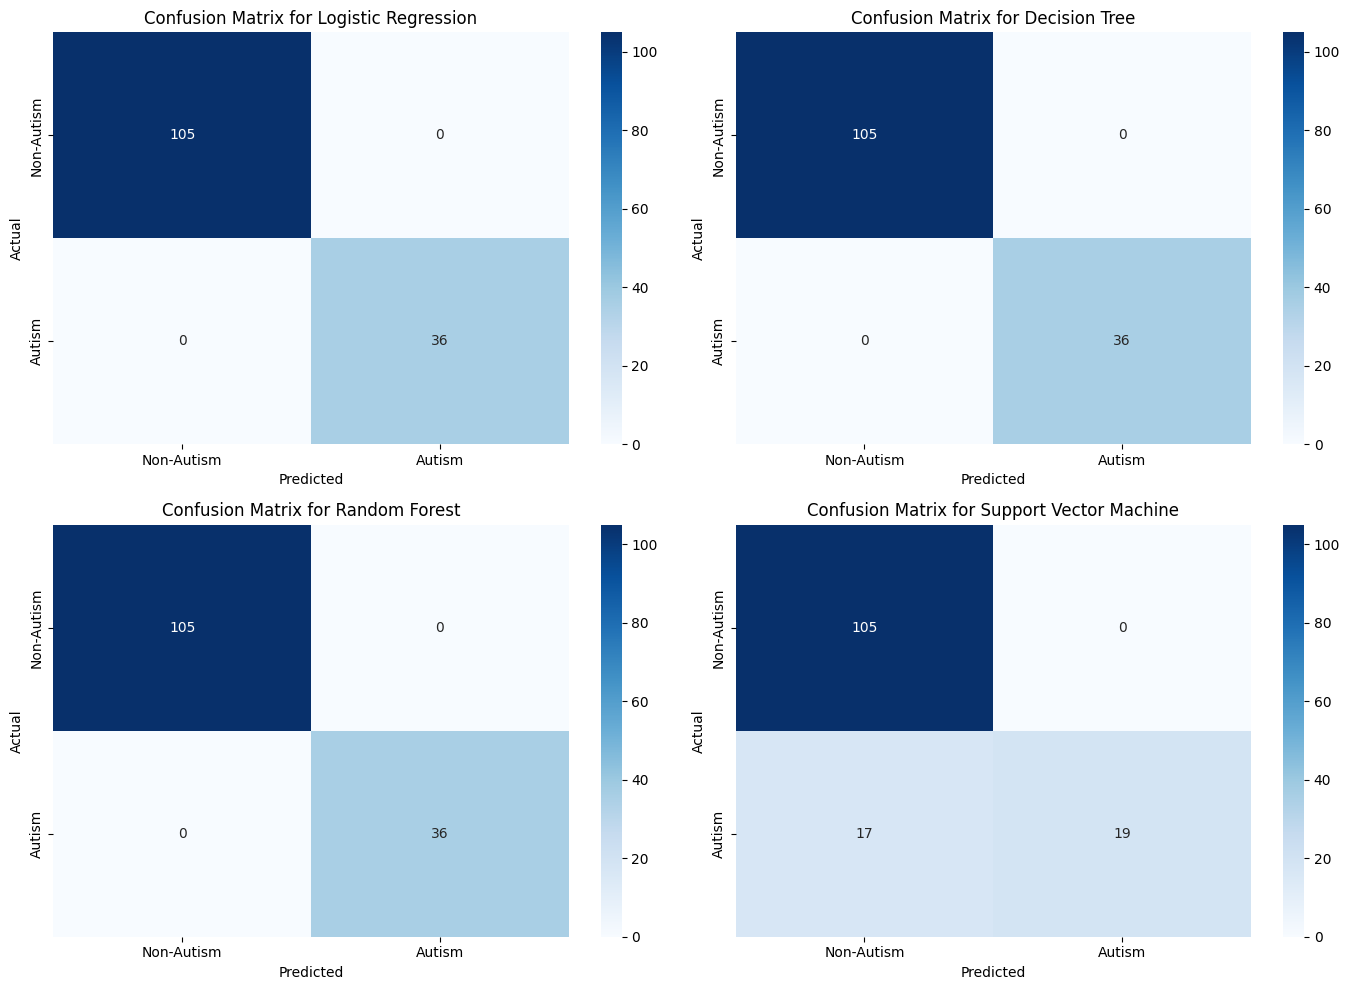 Confusion Matrix for Logistic Regression
Actual
Non-Autism
Autism
105
0
0
36
Non-Autism
Autism
Predicted
100
80
60
40
20
0
Confusion Matrix for Decision Tree
Actual
Non-Autism
Autism
105
0
0
36
Non-Autism
Autism
Predicted
100
80
60
40
20
0
Confusion Matrix for Random Forest
Actual
Non-Autism
Autism
105
0
0
36
Non-Autism
Autism
Predicted
100
80
60
40
20
0
Confusion Matrix for Support Vector Machine
Actual
Non-Autism
Autism
105
0
17
19
Non-Autism
Autism
Predicted
100
80
60
40
20
0